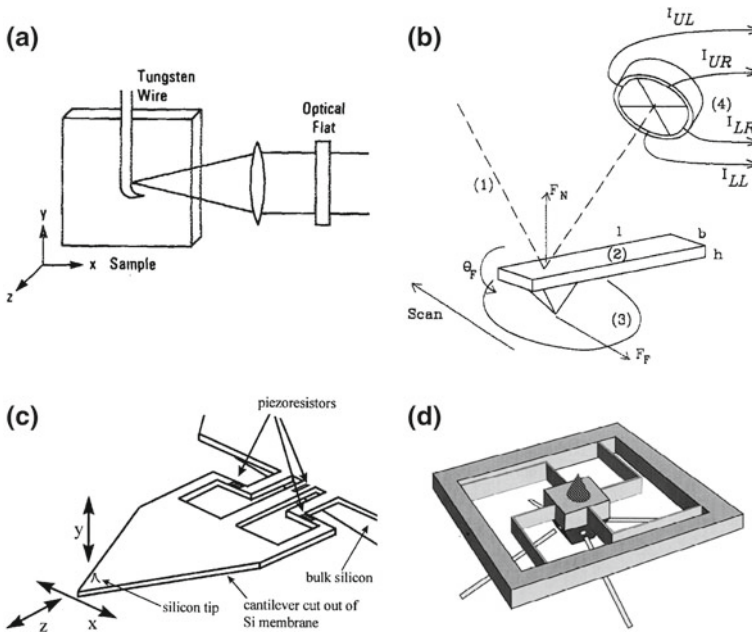 (a)
Tungsten
Wire
Optical
Flat
y
x
z
Sample
(b)
I_UL
I_UR
(4)
I_LR
I_LL
(1)
F_N
l
b
(2)
h
θ_F
(3)
Scan
F_F
(c)
piezoresistors
y
bulk silicon
silicon tip
cantilever cut out of
Si membrane
z
x
(d)